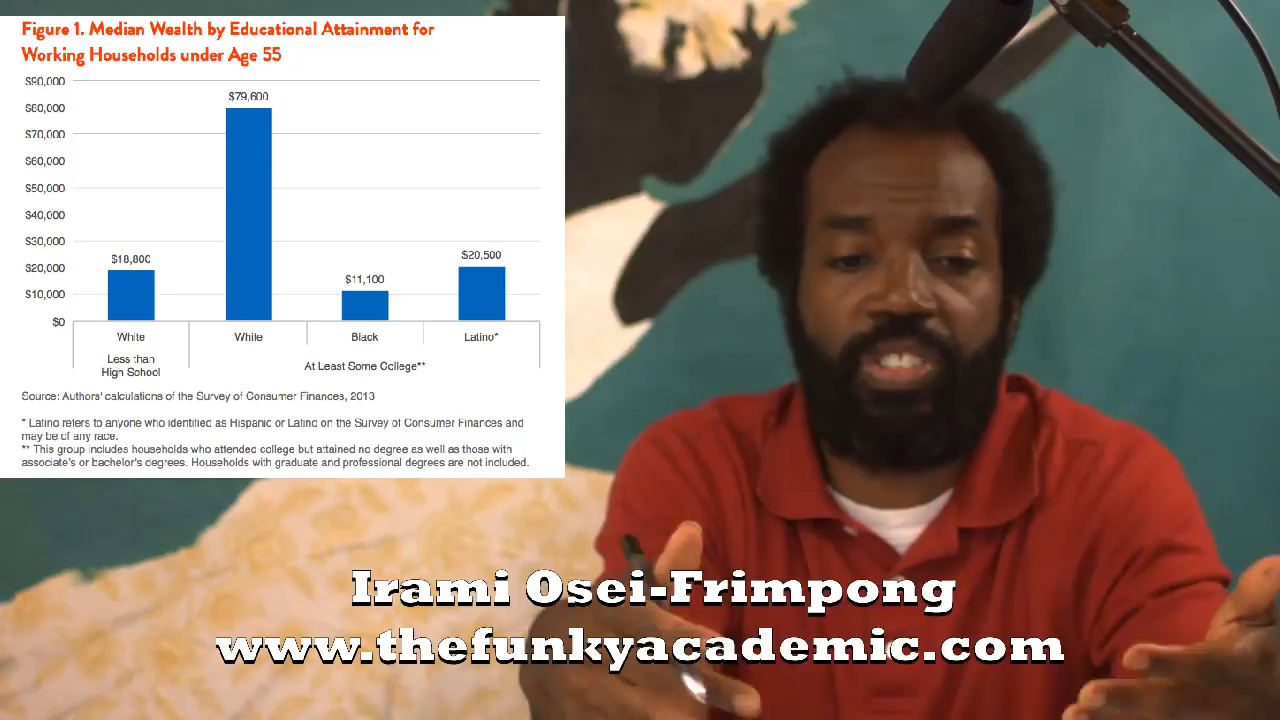 Figure 1. Median Wealth by Educational Attainment for
Working Households under Age 55
$90,000
$80,000
$70,000
$60,000
$50,000
$40,000
$30,000
$20,000
$10,000
$0
$18,800
$79,600
$11,100
$20,500
White
White
Black
Latino*
Less than
High School
At Least Some College**
Source: Authors' calculations of the Survey of Consumer Finances, 2013
* Latino refers to anyone who identified as Hispanic or Latino on the Survey of Consumer Finances and
may be of any race.
** This group includes households who attended college but attained no degree as well as those with
associate's or bachelor's degrees. Households with graduate and professional degrees are not included.
Irami Osei-Frimpong
www.thefunkyacademic.com